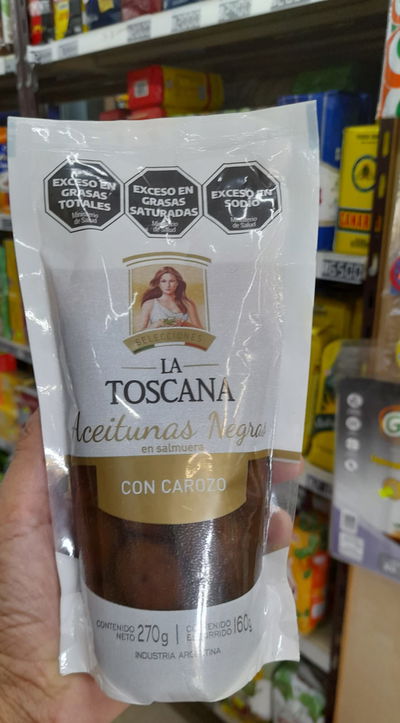 EXCESO EN
GRASAS
TOTALES
Ministerio
de Salud
EXCESO EN
GRASAS
SATURADAS
Ministerio
de Salud
EXCESO EN
SODIO
Ministerio
de Salud
SELECCIONES
LA
TOSCANA
Aceitunas Negras
en salmuera
CON CAROZO
CONTENIDO
NETO 270g
CONTENIDO
ESCURRIDO 160g
INDUSTRIA ARGENTINA